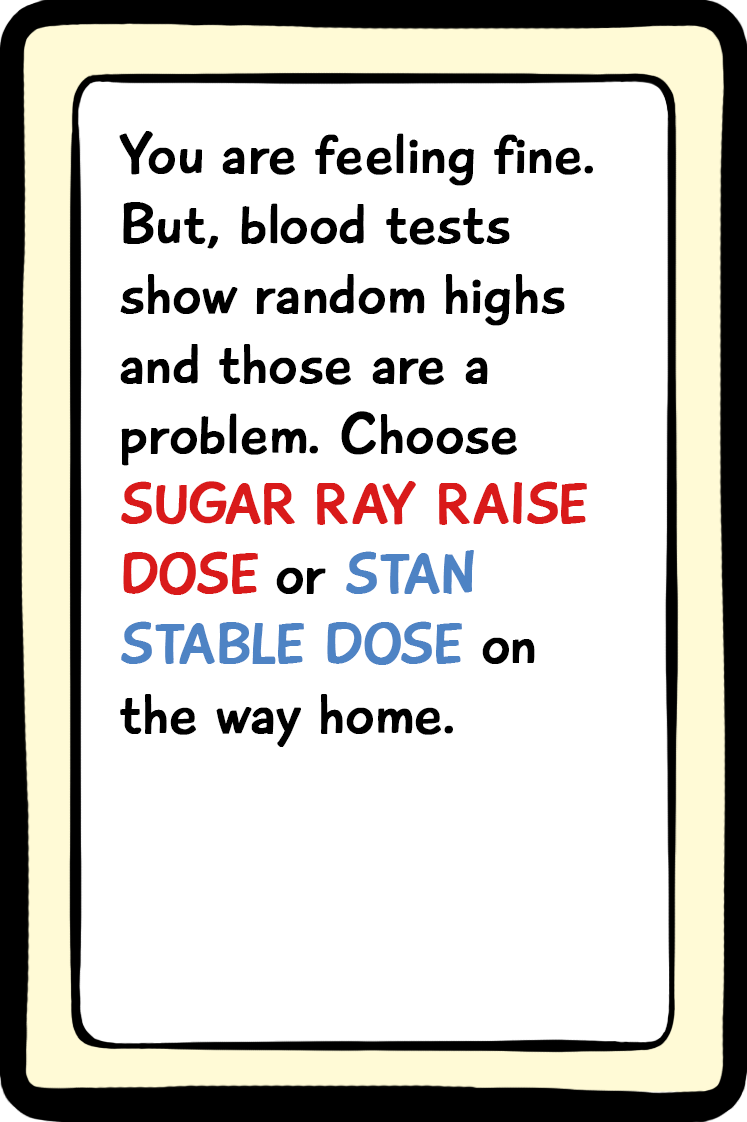 You are feeling fine.
But, blood tests
show random highs
and those are a
problem. Choose
SUGAR RAY RAISE
DOSE or STAN
STABLE DOSE on
the way home.